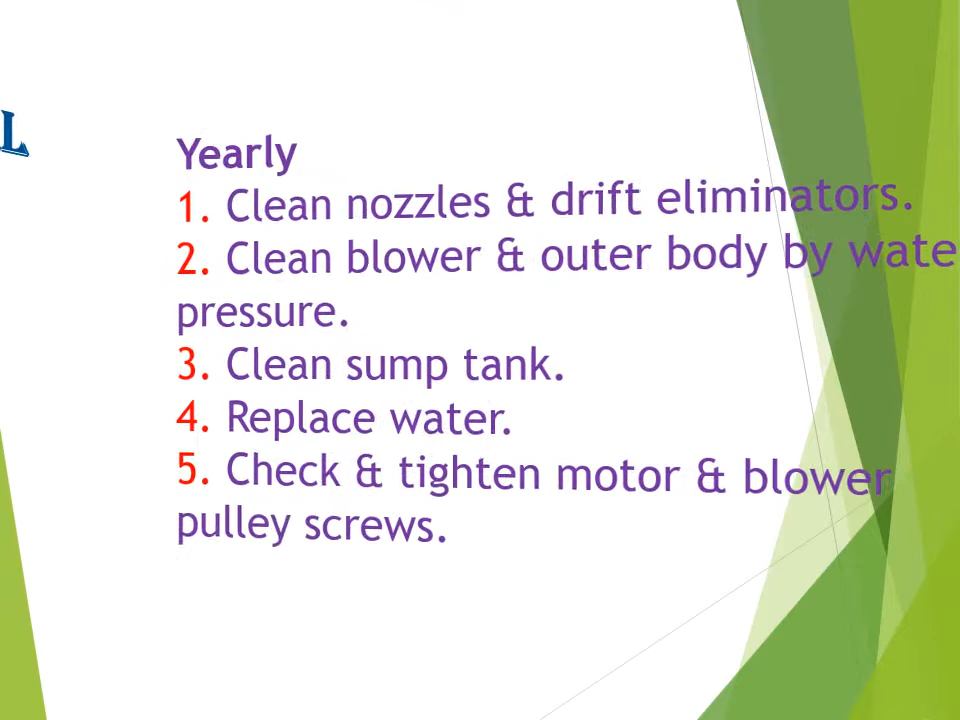 L
Yearly
1. Clean nozzles & drift eliminators.
2. Clean blower & outer body by wate
pressure.
3. Clean sump tank.
4. Replace water.
5. Check & tighten motor & blower
pulley screws.